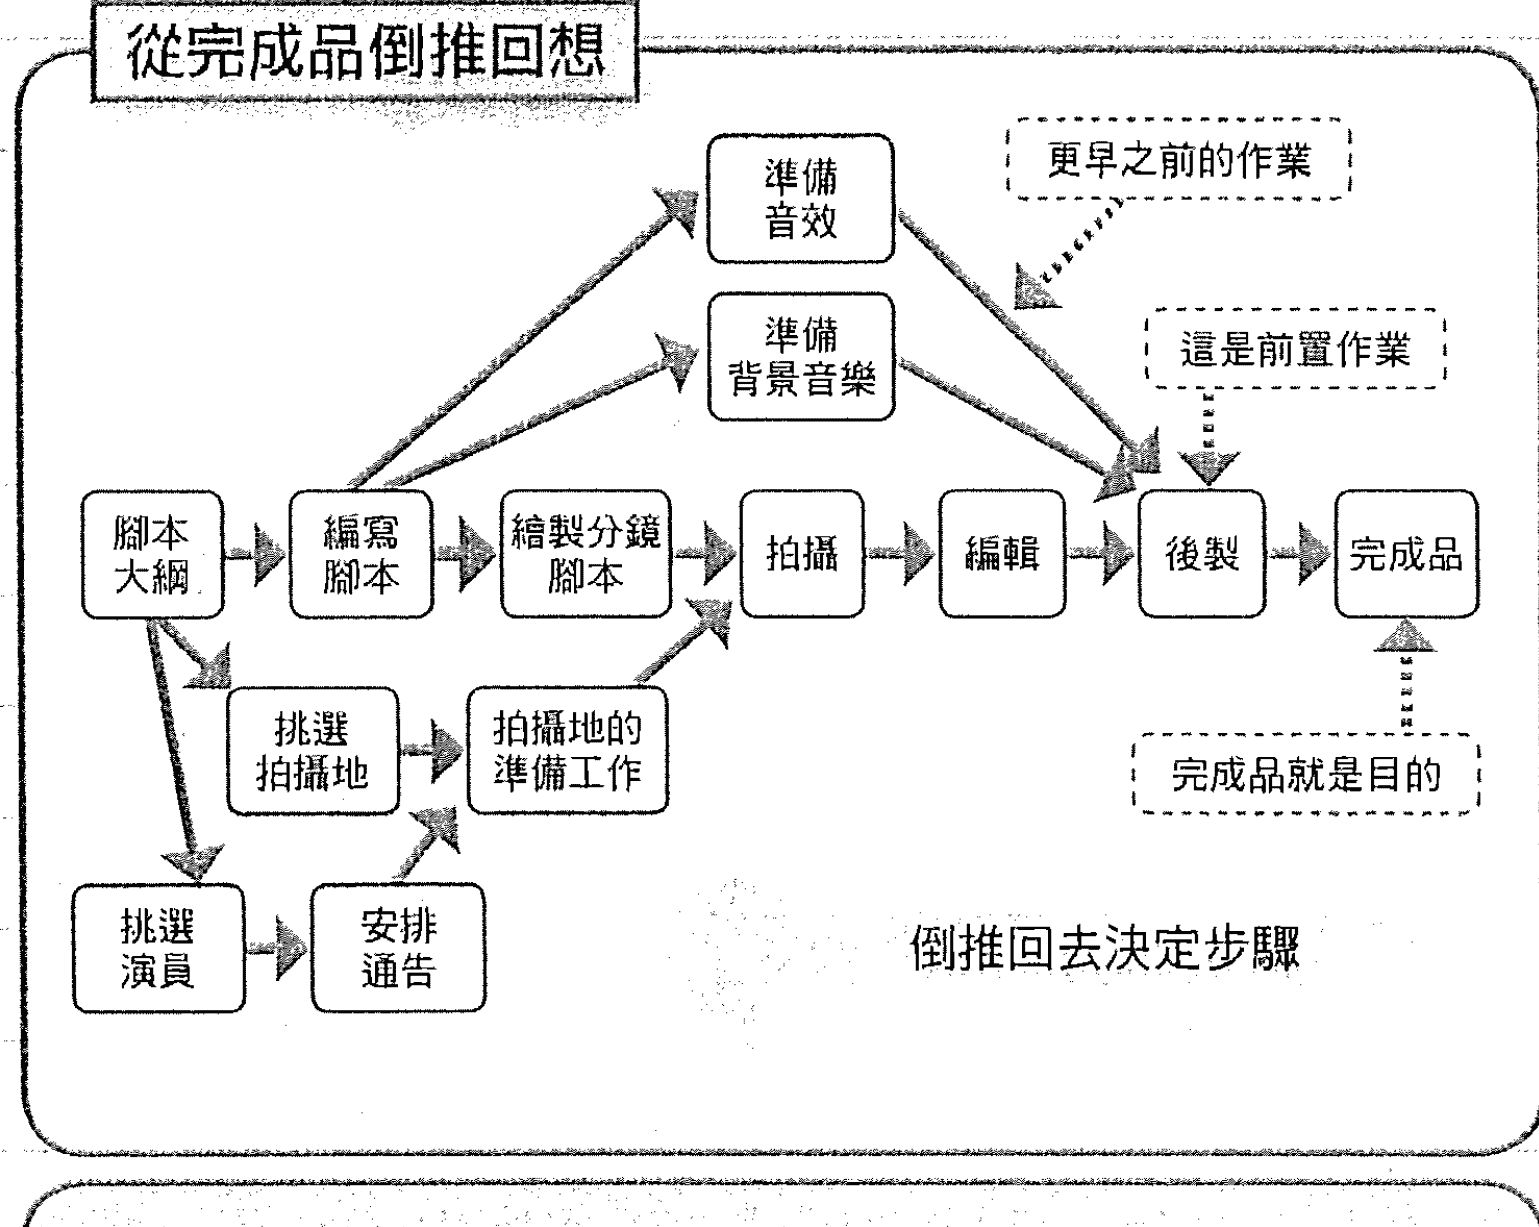 從完成品倒推回想
準備
音效
更早之前的作業
準備
背景音樂
這是前置作業
腳本
大綱
編寫
腳本
繪製分鏡
腳本
拍攝
編輯
後製
完成品
挑選
拍攝地
拍攝地的
準備工作
完成品就是目的
挑選
演員
安排
通告
倒推回去決定步驟